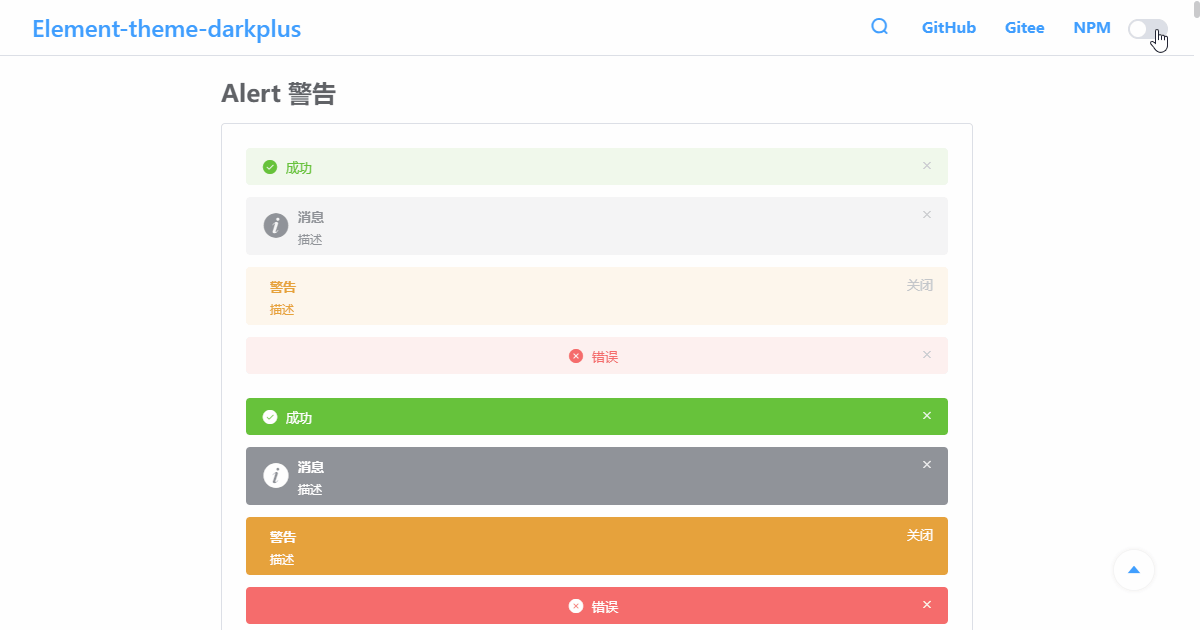 Element-theme-darkplus
GitHub Gitee NPM
Alert 警告
成功
消息
描述
警告 关闭
描述
错误
成功
消息
描述
警告 关闭
描述
错误